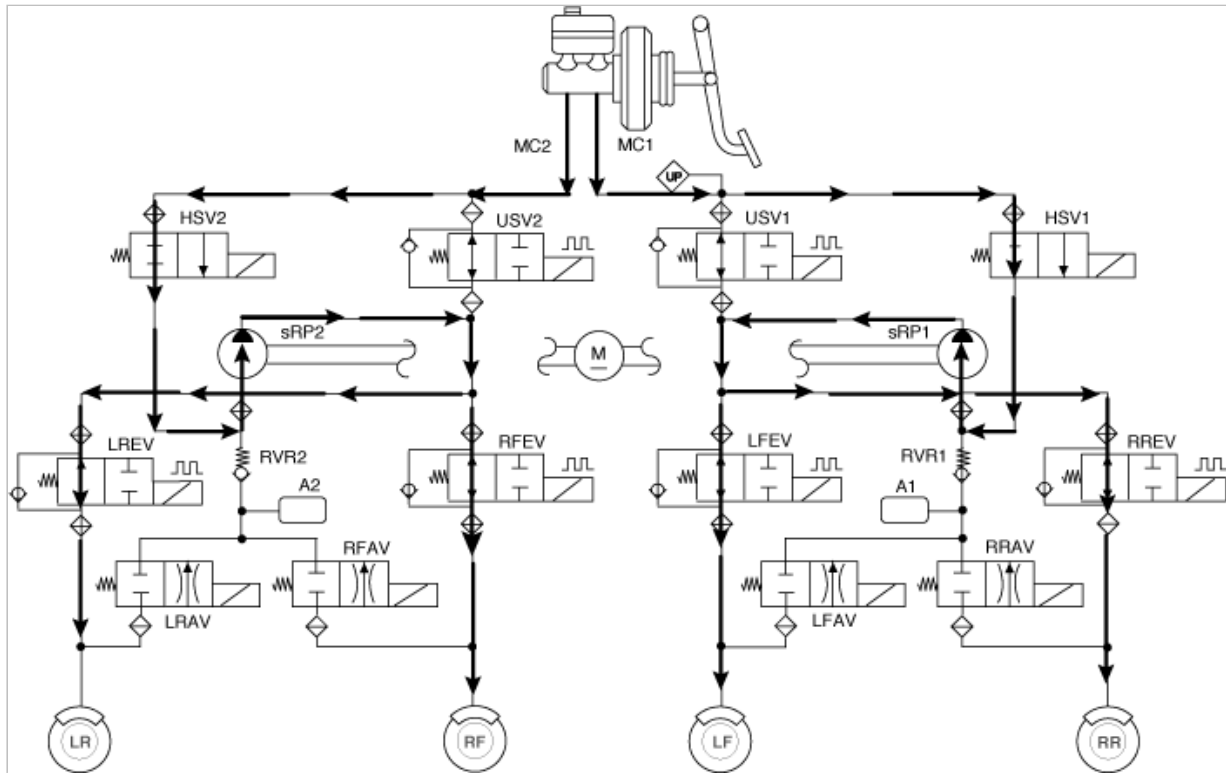 MC2
MC1
UP
HSV2
USV2
USV1
HSV1
sRP2
M
sRP1
LREV
RVR2
RFEV
LFEV
RVR1
RREV
A2
A1
RFAV
RRAV
LRAV
LFAV
LR
RF
LF
RR